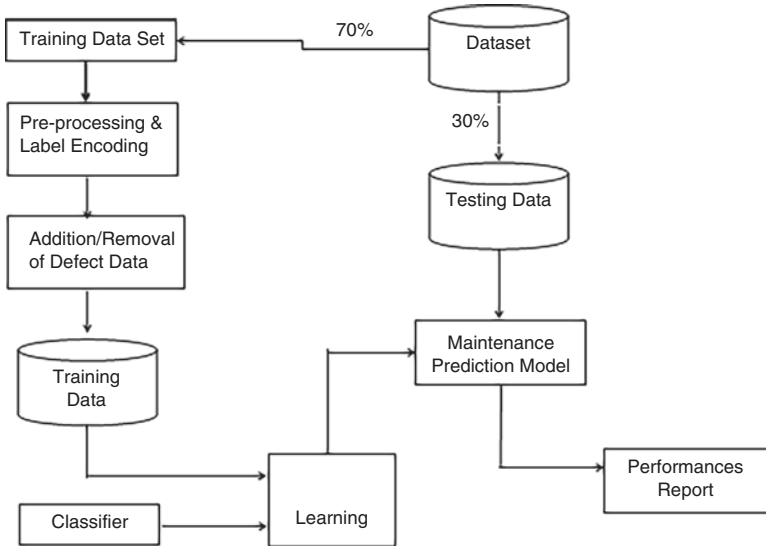 Training Data Set
70%
Dataset
Pre-processing &
Label Encoding
30%
Testing Data
Addition/Removal
of Defect Data
Maintenance
Prediction Model
Training
Data
Performances
Report
Classifier
Learning